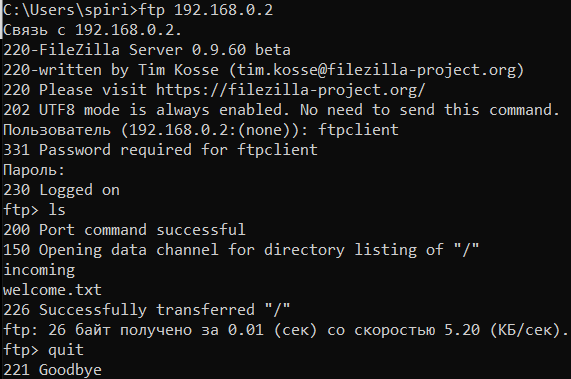 C:\Users\spiri>ftp 192.168.0.2
Связь с 192.168.0.2.
220-FileZilla Server 0.9.60 beta
220-written by Tim Kosse (tim.kosse@filezilla-project.org)
220 Please visit https://filezilla-project.org/
202 UTF8 mode is always enabled. No need to send this command.
Пользователь (192.168.0.2:(none)): ftpclient
331 Password required for ftpclient
Пароль:
230 Logged on
ftp> ls
200 Port command successful
150 Opening data channel for directory listing of "/"
incoming
welcome.txt
226 Successfully transferred "/"
ftp: 26 байт получено за 0.01 (сек) со скоростью 5.20 (КБ/сек).
ftp> quit
221 Goodbye